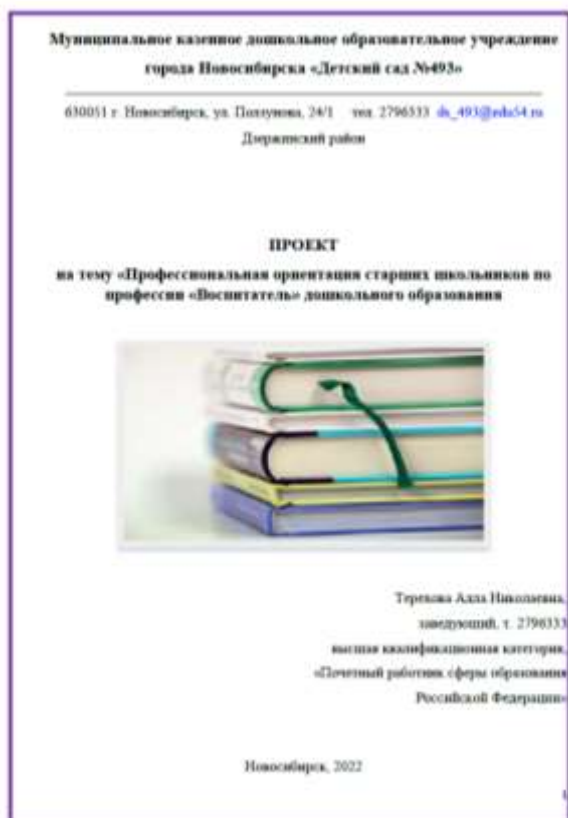 Муниципальное казенное дошкольное образовательное учреждение
города Новосибирска «Детский сад №493»
630051 г. Новосибирск, ул. Ползунова, 24/1 тел. 2796333 ds_493@edu54.ru
Дзержинский район
ПРОЕКТ
на тему «Профессиональная ориентация старших школьников по
профессии «Воспитатель» дошкольного образования
Терехова Алла Николаевна,
заведующий, т. 2796333
высшая квалификационная категория,
«Почетный работник сферы образования
Российской Федерации»
Новосибирск, 2022
1